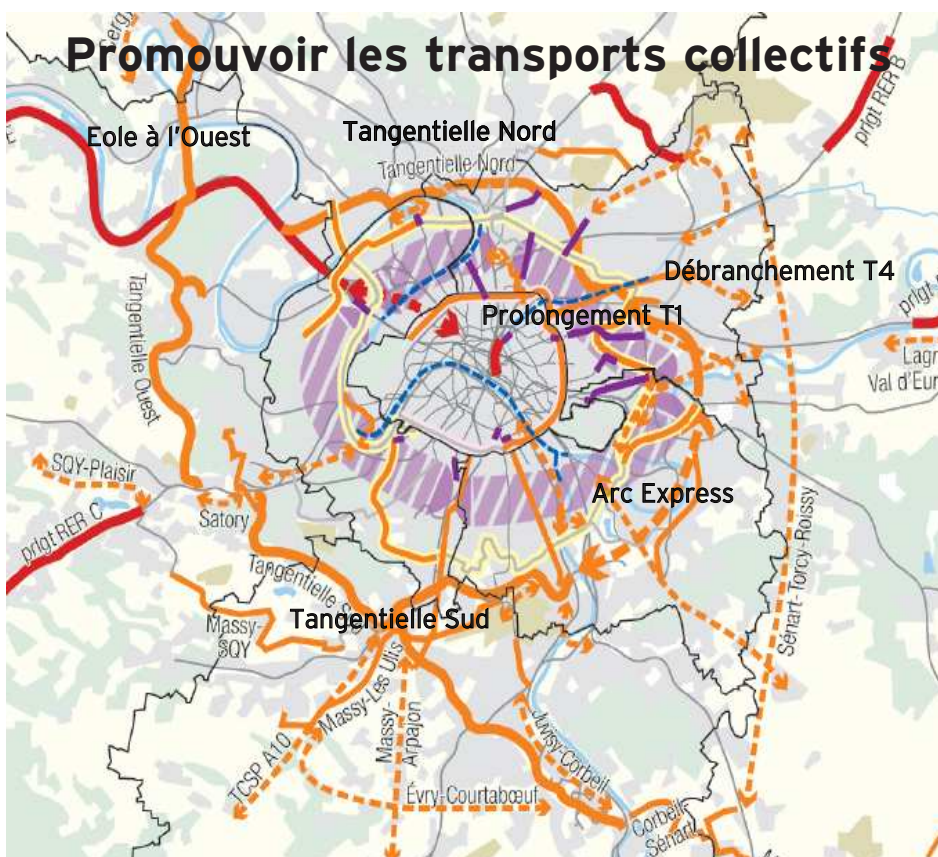 Cergy
Promouvoir les transports collectifs
prlgt RER B
Eole à l'Ouest
Tangentielle Nord
Tangentielle Nord
Débranchement T4
Prolongement T1
prlgt
Tangentielle Ouest
Lagr
Val d'Eur
SQY-Plaisir
Arc Express
Satory
prlgt RER C
Sénart-Torcy-Roissy
Tangentielle
Tangentielle Sud
Massy-
SQY
Massy-Les Ulis
Massy-
Arpajon
TCSP A10
Juvisy-Corbeil
Évry-Courtabœuf
Corbeil-
Sénart